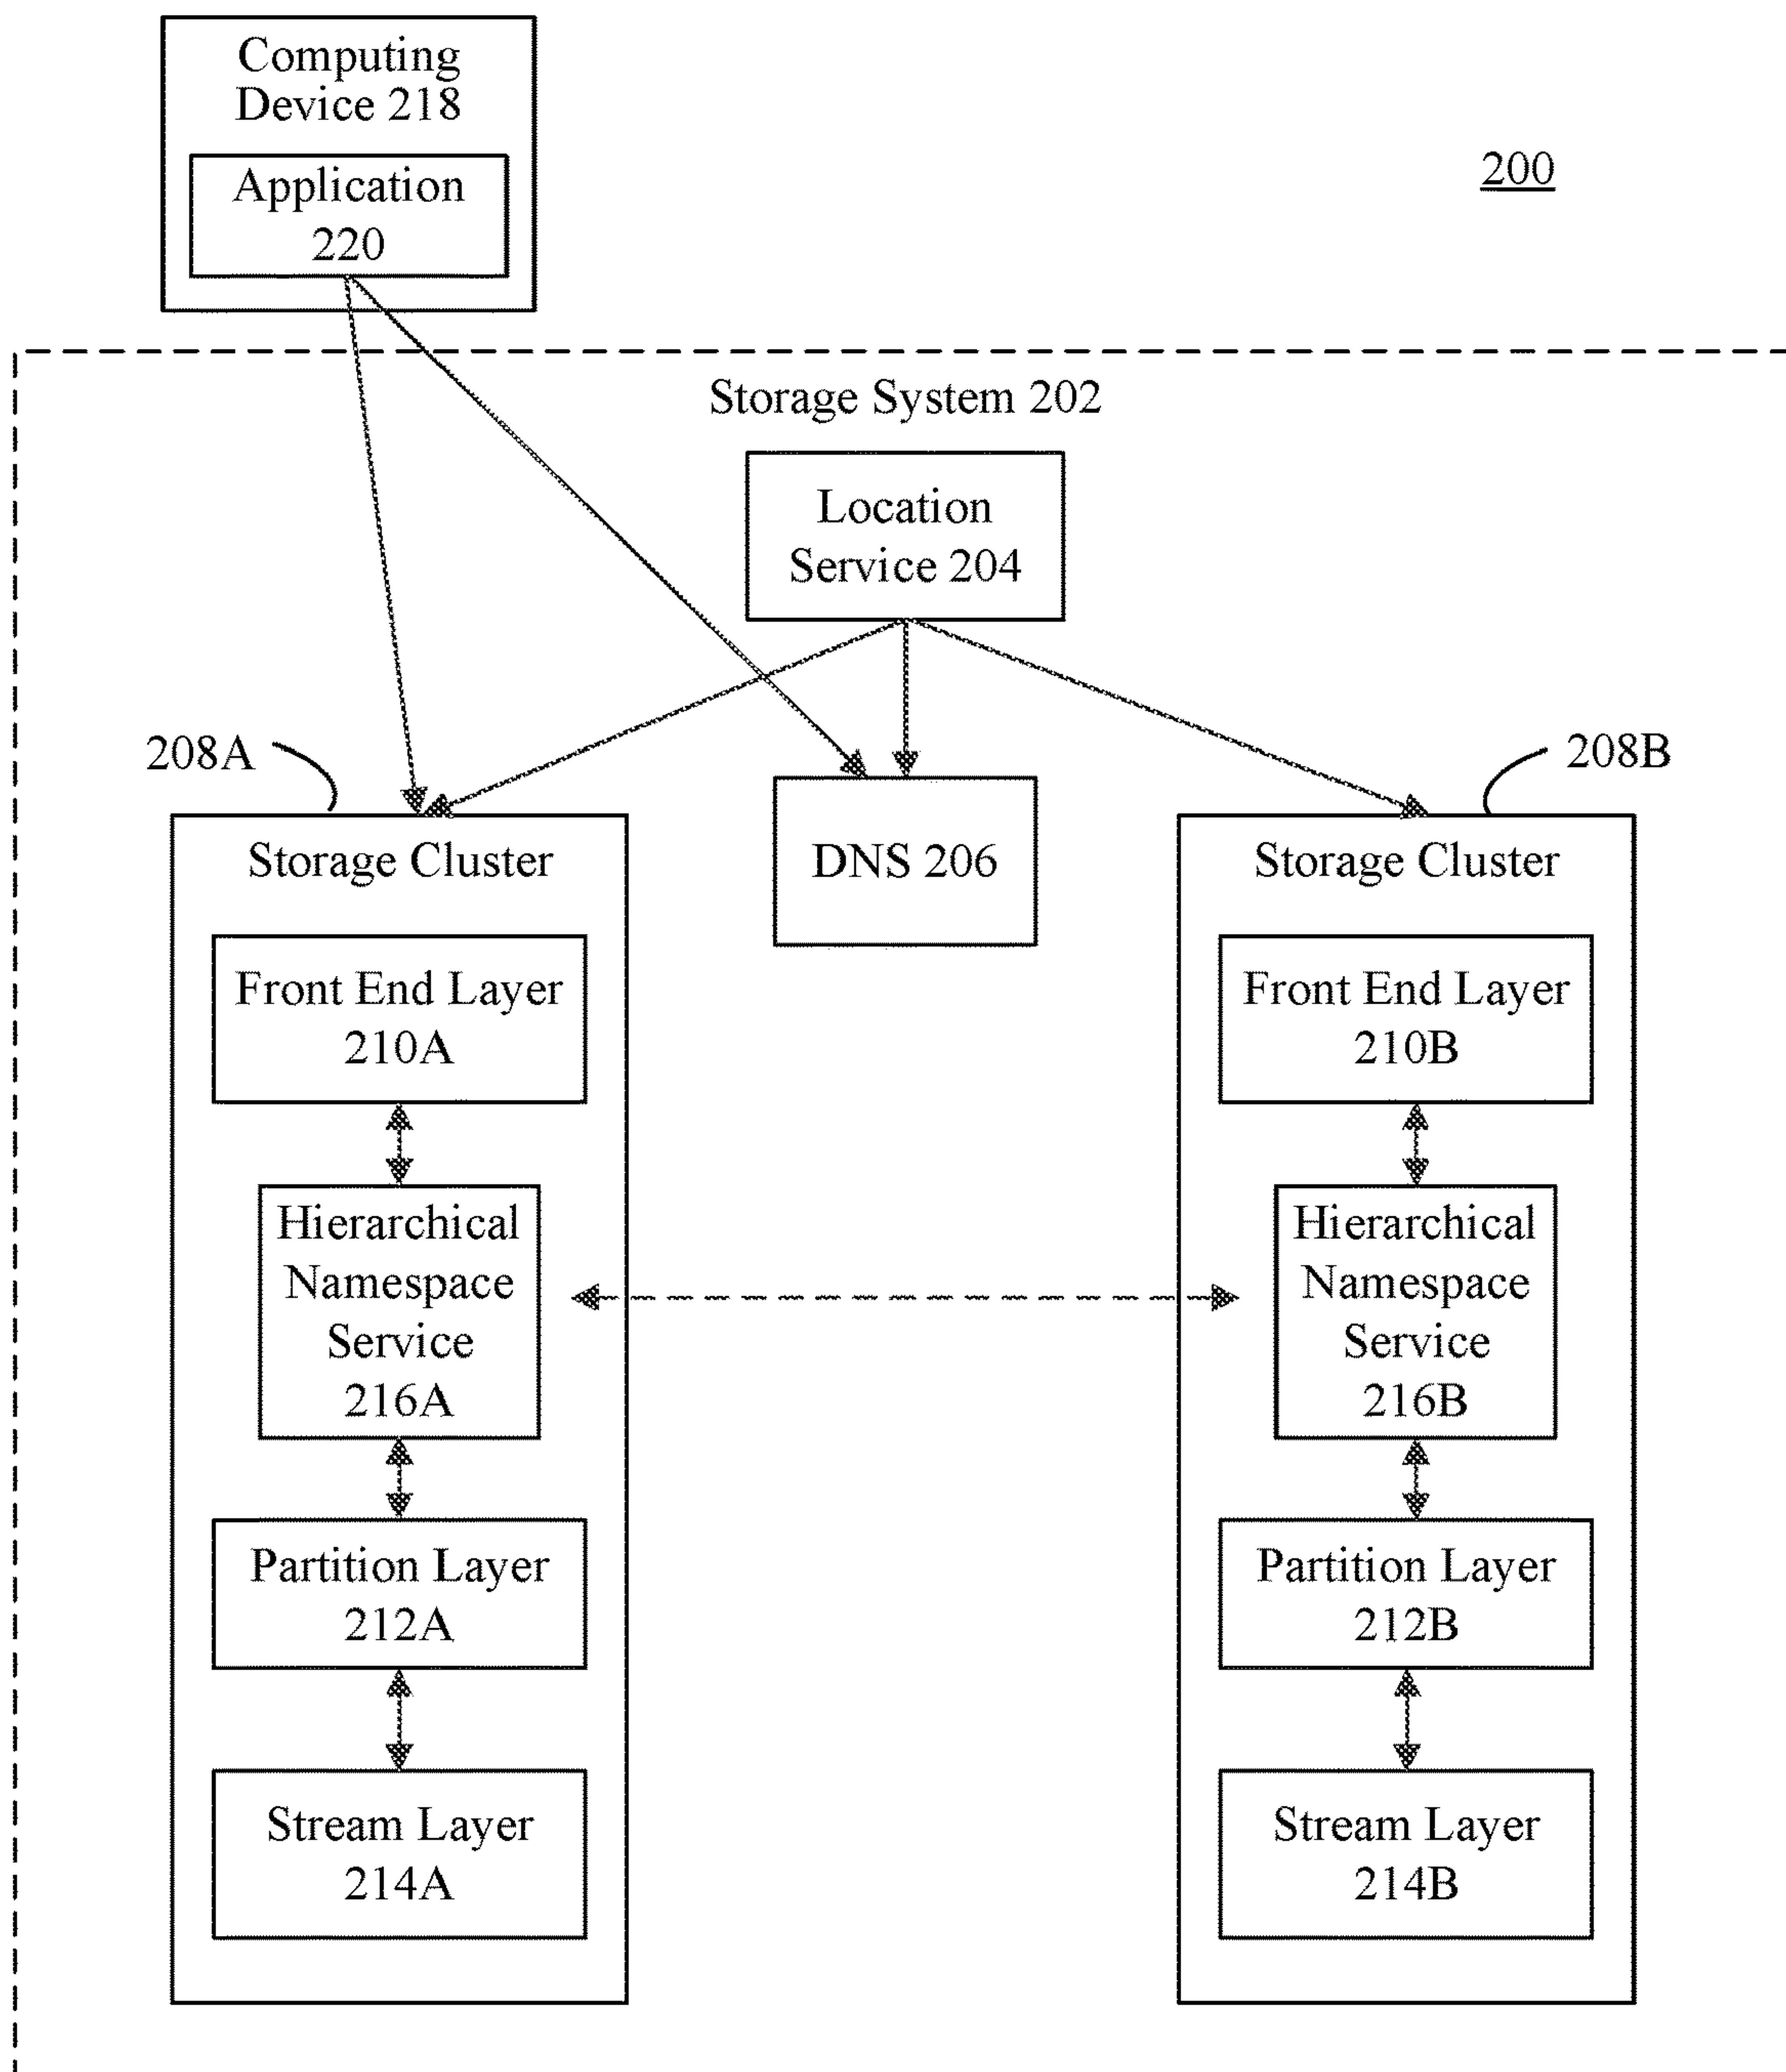 Computing
Device 218
Application
220
200
Storage System 202
Location
Service 204
208A
208B
DNS 206
Storage Cluster
Front End Layer
210A
Hierarchical
Namespace
Service
216A
Partition Layer
212A
Stream Layer
214A
Storage Cluster
Front End Layer
210B
Hierarchical
Namespace
Service
216B
Partition Layer
212B
Stream Layer
214B